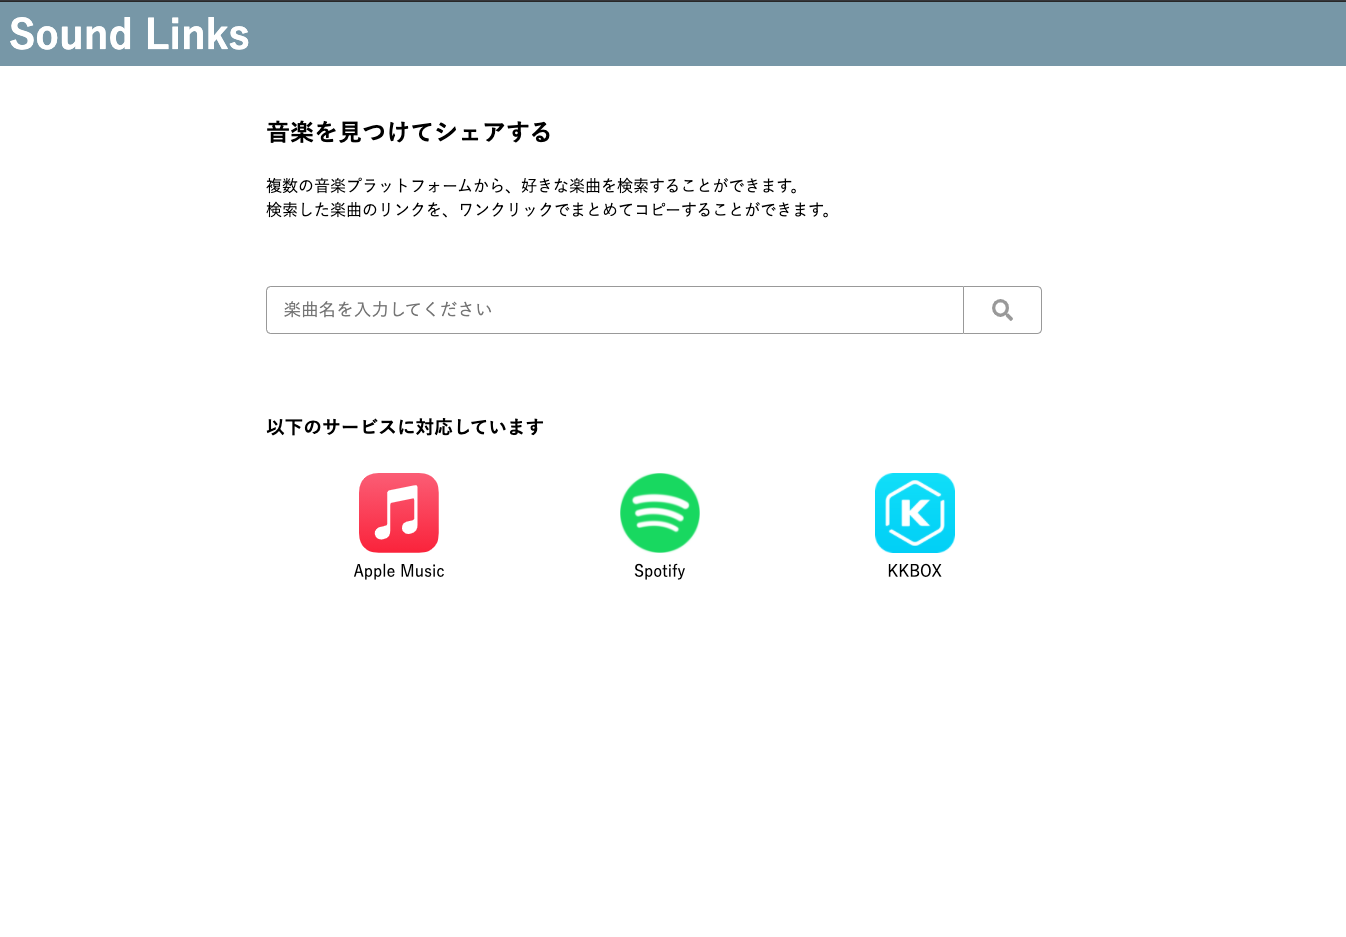 Sound Links
音楽を見つけてシェアする
複数の音楽プラットフォームから、好きな楽曲を検索することができます。
検索した楽曲のリンクを、ワンクリックでまとめてコピーすることができます。
楽曲名を入力してください
以下のサービスに対応しています
Apple Music
Spotify
KKBOX